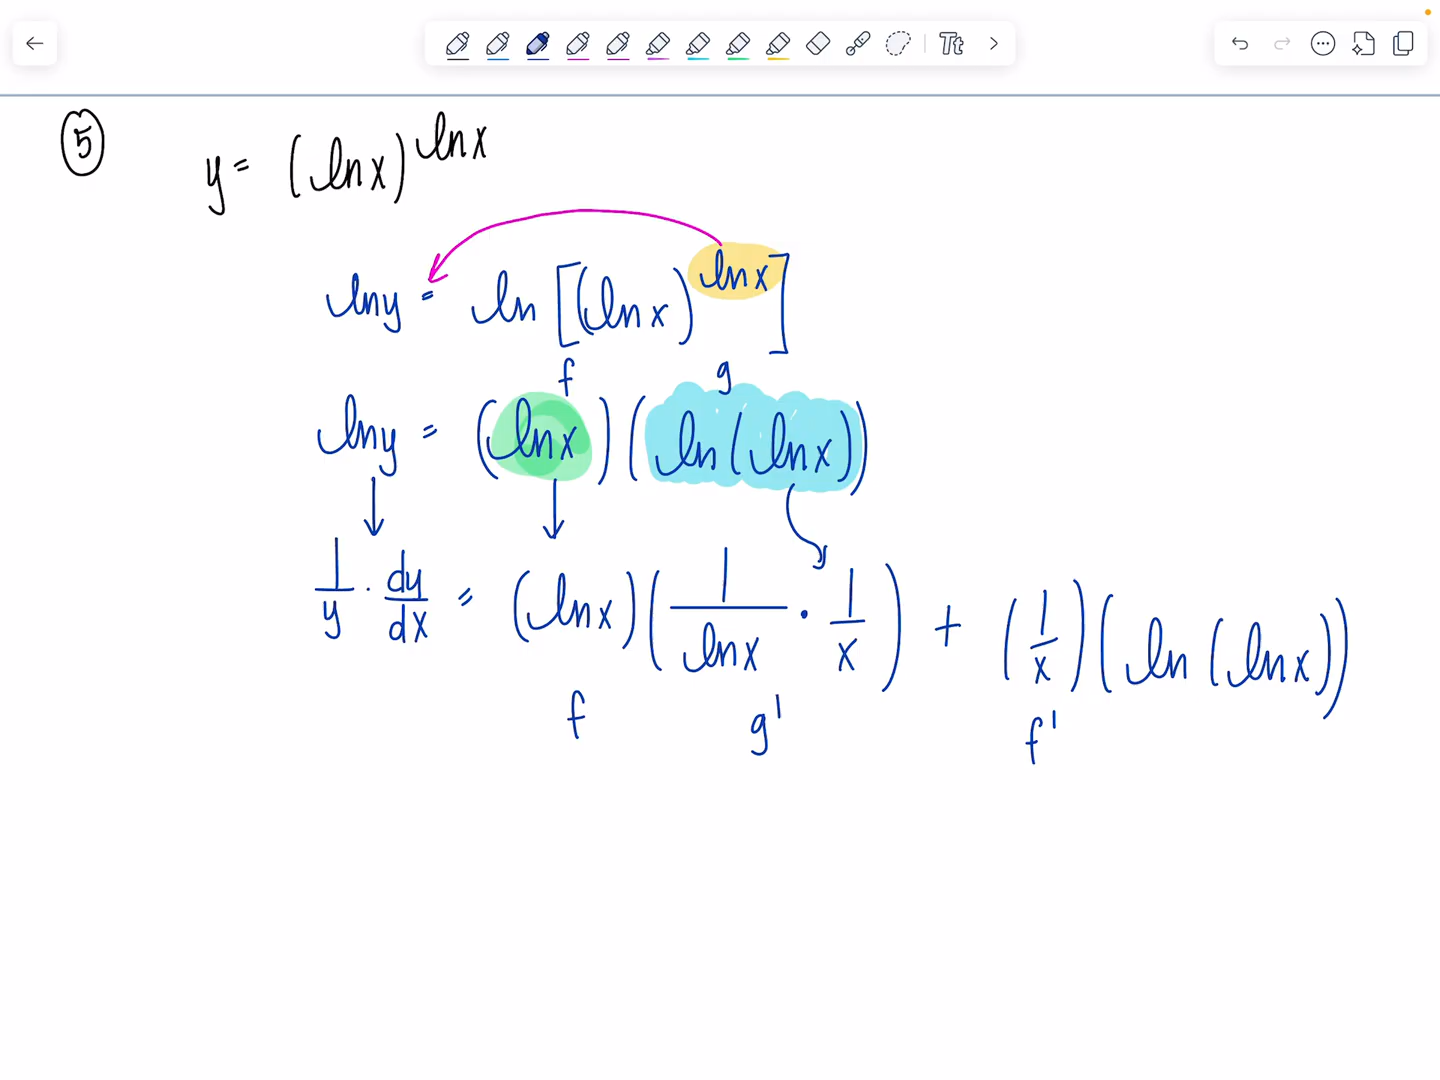 Tt
⑤ y = (ln x)^{ln x}
ln y = ln [(ln x)^{ln x}]
f g
ln y = (ln x)(ln(ln x))
1/y · dy/dx = (ln x)(1/ln x · 1/x) + (1/x)(ln(ln x))
f g' f'